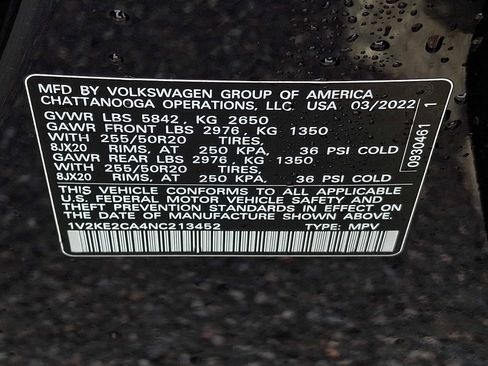 MFD BY VOLKSWAGEN GROUP OF AMERICA
CHATTANOOGA OPERATIONS, LLC. USA 03/2022
GVWR LBS 5842, KG 2650
GAWR FRONT LBS 2976, KG 1350
WITH 255/50R20 TIRES,
8JX20 RIMS, AT 250 KPA, 36 PSI COLD
GAWR REAR LBS 2976, KG 1350
WITH 255/50R20 TIRES,
8JX20 RIMS, AT 250 KPA, 36 PSI COLD
THIS VEHICLE CONFORMS TO ALL APPLICABLE
U.S. FEDERAL MOTOR VEHICLE SAFETY AND
THEFT PREVENTION STANDARDS IN EFFECT ON
THE DATE OF MANUFACTURE SHOWN ABOVE.
1V2KE2CA4NC213452 TYPE: MPV
0930461 1